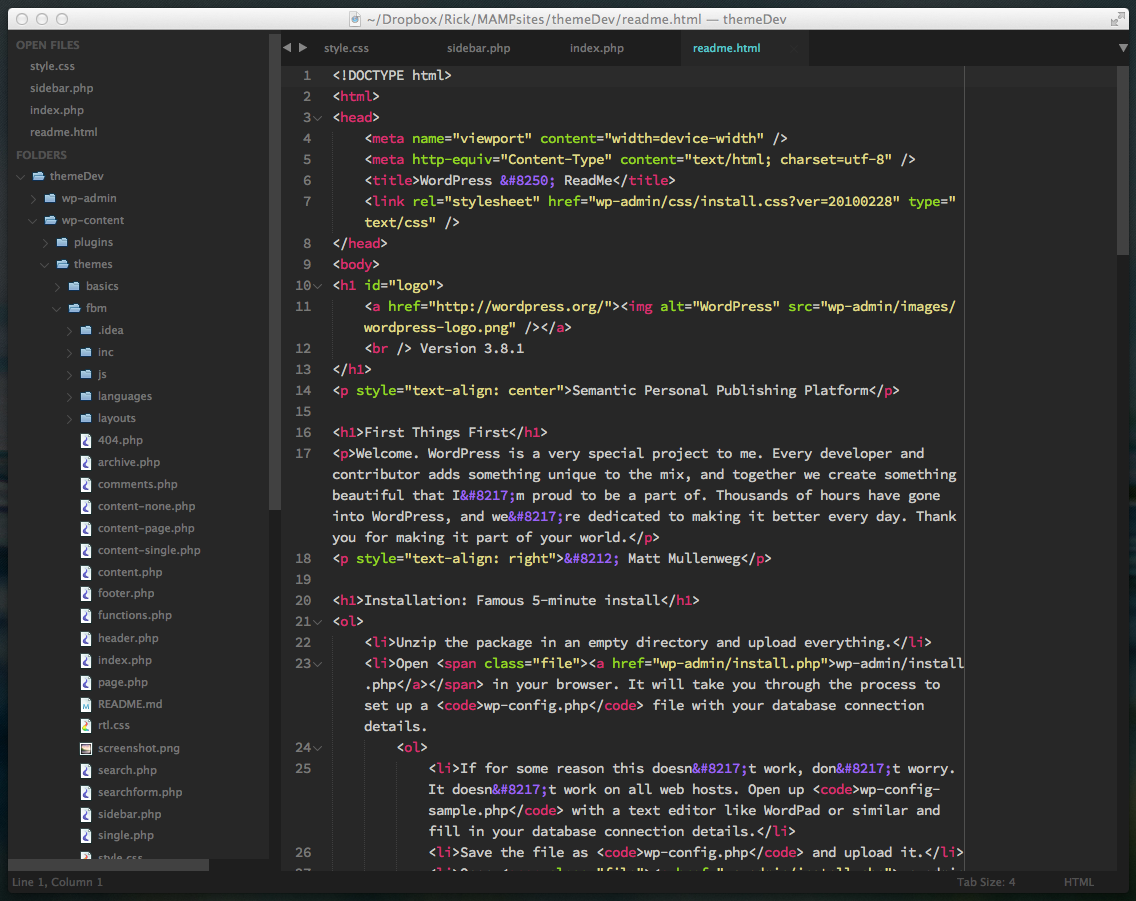 ~/Dropbox/Rick/MAMPsites/themeDev/readme.html — themeDev
OPEN FILES
style.css
sidebar.php
index.php
readme.html
FOLDERS
themeDev
wp-admin
wp-content
plugins
themes
basics
fbm
.idea
inc
js
languages
layouts
404.php
archive.php
comments.php
content-none.php
content-page.php
content-single.php
content.php
footer.php
functions.php
header.php
index.php
page.php
README.md
rtl.css
screenshot.png
search.php
searchform.php
sidebar.php
single.php
style.css
style.css sidebar.php index.php readme.html
1 <!DOCTYPE html>
2 <html>
3 <head>
4 <meta name="viewport" content="width=device-width" />
5 <meta http-equiv="Content-Type" content="text/html; charset=utf-8" />
6 <title>WordPress &#8250; ReadMe</title>
7 <link rel="stylesheet" href="wp-admin/css/install.css?ver=20100228" type="
text/css" />
8 </head>
9 <body>
10 <h1 id="logo">
11 <a href="http://wordpress.org/"><img alt="WordPress" src="wp-admin/images/
wordpress-logo.png" /></a>
12 <br /> Version 3.8.1
13 </h1>
14 <p style="text-align: center">Semantic Personal Publishing Platform</p>
15
16 <h1>First Things First</h1>
17 <p>Welcome. WordPress is a very special project to me. Every developer and
contributor adds something unique to the mix, and together we create something
beautiful that I&#8217;m proud to be a part of. Thousands of hours have gone
into WordPress, and we&#8217;re dedicated to making it better every day. Thank
you for making it part of your world.</p>
18 <p style="text-align: right">&#8212; Matt Mullenweg</p>
19
20 <h1>Installation: Famous 5-minute install</h1>
21 <ol>
22 <li>Unzip the package in an empty directory and upload everything.</li>
23 <li>Open <span class="file"><a href="wp-admin/install.php">wp-admin/install
.php</a></span> in your browser. It will take you through the process to
set up a <code>wp-config.php</code> file with your database connection
details.
24 <ol>
25 <li>If for some reason this doesn&#8217;t work, don&#8217;t worry.
It doesn&#8217;t work on all web hosts. Open up <code>wp-config-
sample.php</code> with a text editor like WordPad or similar and
fill in your database connection details.</li>
26 <li>Save the file as <code>wp-config.php</code> and upload it.</li>
Line 1, Column 1
Tab Size: 4
HTML